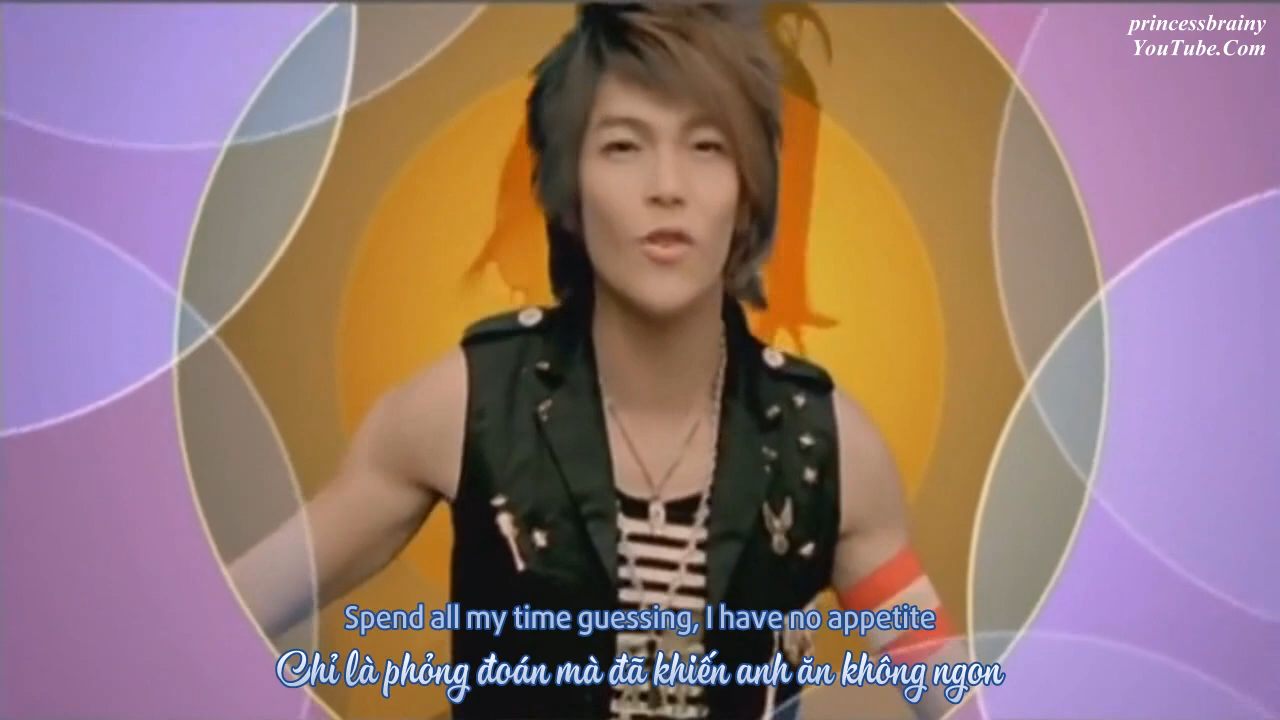 princessbrainy
YouTube.Com
Spend all my time guessing, I have no appetite
Chỉ là phỏng đoán mà đã khiến anh ăn không ngon